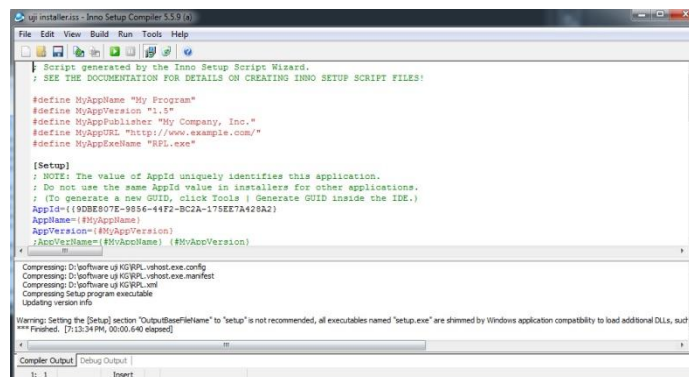 uji installer.iss - Inno Setup Compiler 5.5.9 (a)
File Edit View Build Run Tools Help
; Script generated by the Inno Setup Script Wizard.
; SEE THE DOCUMENTATION FOR DETAILS ON CREATING INNO SETUP SCRIPT FILES!
#define MyAppName "My Program"
#define MyAppVersion "1.5"
#define MyAppPublisher "My Company, Inc."
#define MyAppURL "http://www.example.com/"
#define MyAppExeName "RPL.exe"
[Setup]
; NOTE: The value of AppId uniquely identifies this application.
; Do not use the same AppId value in installers for other applications.
; (To generate a new GUID, click Tools | Generate GUID inside the IDE.)
AppId={{9DBE807E-9856-44F2-BC2A-175EE7A428A2}
AppName={#MyAppName}
AppVersion={#MyAppVersion}
;AppVerName={#MyAppName} {#MyAppVersion}
Compressing: D:\software uji KG\RPL.vshost.exe.config
Compressing: D:\software uji KG\RPL.vshost.exe.manifest
Compressing: D:\software uji KG\RPL.xml
Compressing Setup program executable
Updating version info
Warning: Setting the [Setup] section "OutputBaseFileName" to "setup" is not recommended, all executables named "setup.exe" are shimmed by Windows application compatibility to load additional DLLs, such
*** Finished. [7:13:34 PM, 00:00.640 elapsed]
Compiler Output Debug Output
1: 1 Insert